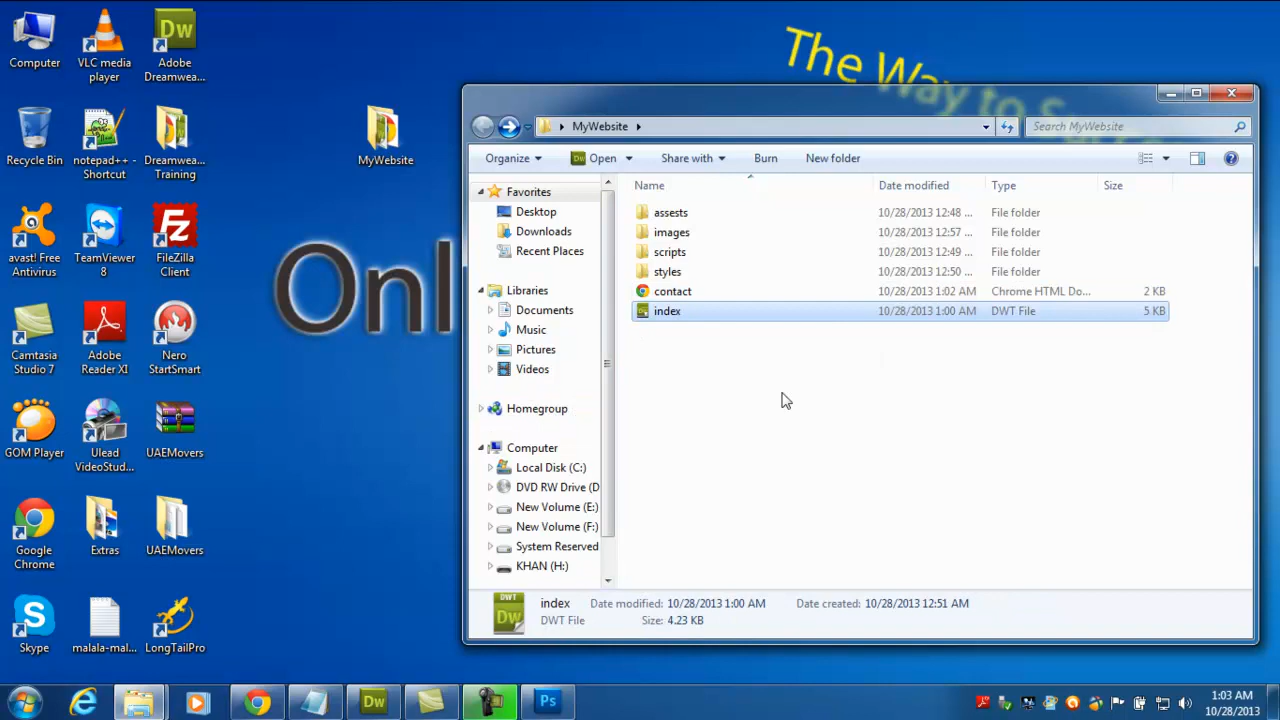 The Way to Suc
Onl
Computer
VLC media
player
Adobe
Dreamwea...
Recycle Bin
notepad++ -
Shortcut
Dreamwea...
Training
MyWebsite
avast! Free
Antivirus
TeamViewer
8
FileZilla
Client
Camtasia
Studio 7
Adobe
Reader XI
Nero
StartSmart
GOM Player
Ulead
VideoStud...
UAEMovers
Google
Chrome
Extras
UAEMovers
Skype
malala-mal...
LongTailPro
MyWebsite
Search MyWebsite
Organize
Open
Share with
Burn
New folder
Favorites
Desktop
Downloads
Recent Places
Libraries
Documents
Music
Pictures
Videos
Homegroup
Computer
Local Disk (C:)
DVD RW Drive (D
New Volume (E:)
New Volume (F:)
System Reserved
KHAN (H:)
Name Date modified Type Size
assests 10/28/2013 12:48 ... File folder
images 10/28/2013 12:57 ... File folder
scripts 10/28/2013 12:49 ... File folder
styles 10/28/2013 12:50 ... File folder
contact 10/28/2013 1:02 AM Chrome HTML Do... 2 KB
index 10/28/2013 1:00 AM DWT File 5 KB
index Date modified: 10/28/2013 1:00 AM Date created: 10/28/2013 12:51 AM
DWT File Size: 4.23 KB
1:03 AM
10/28/2013